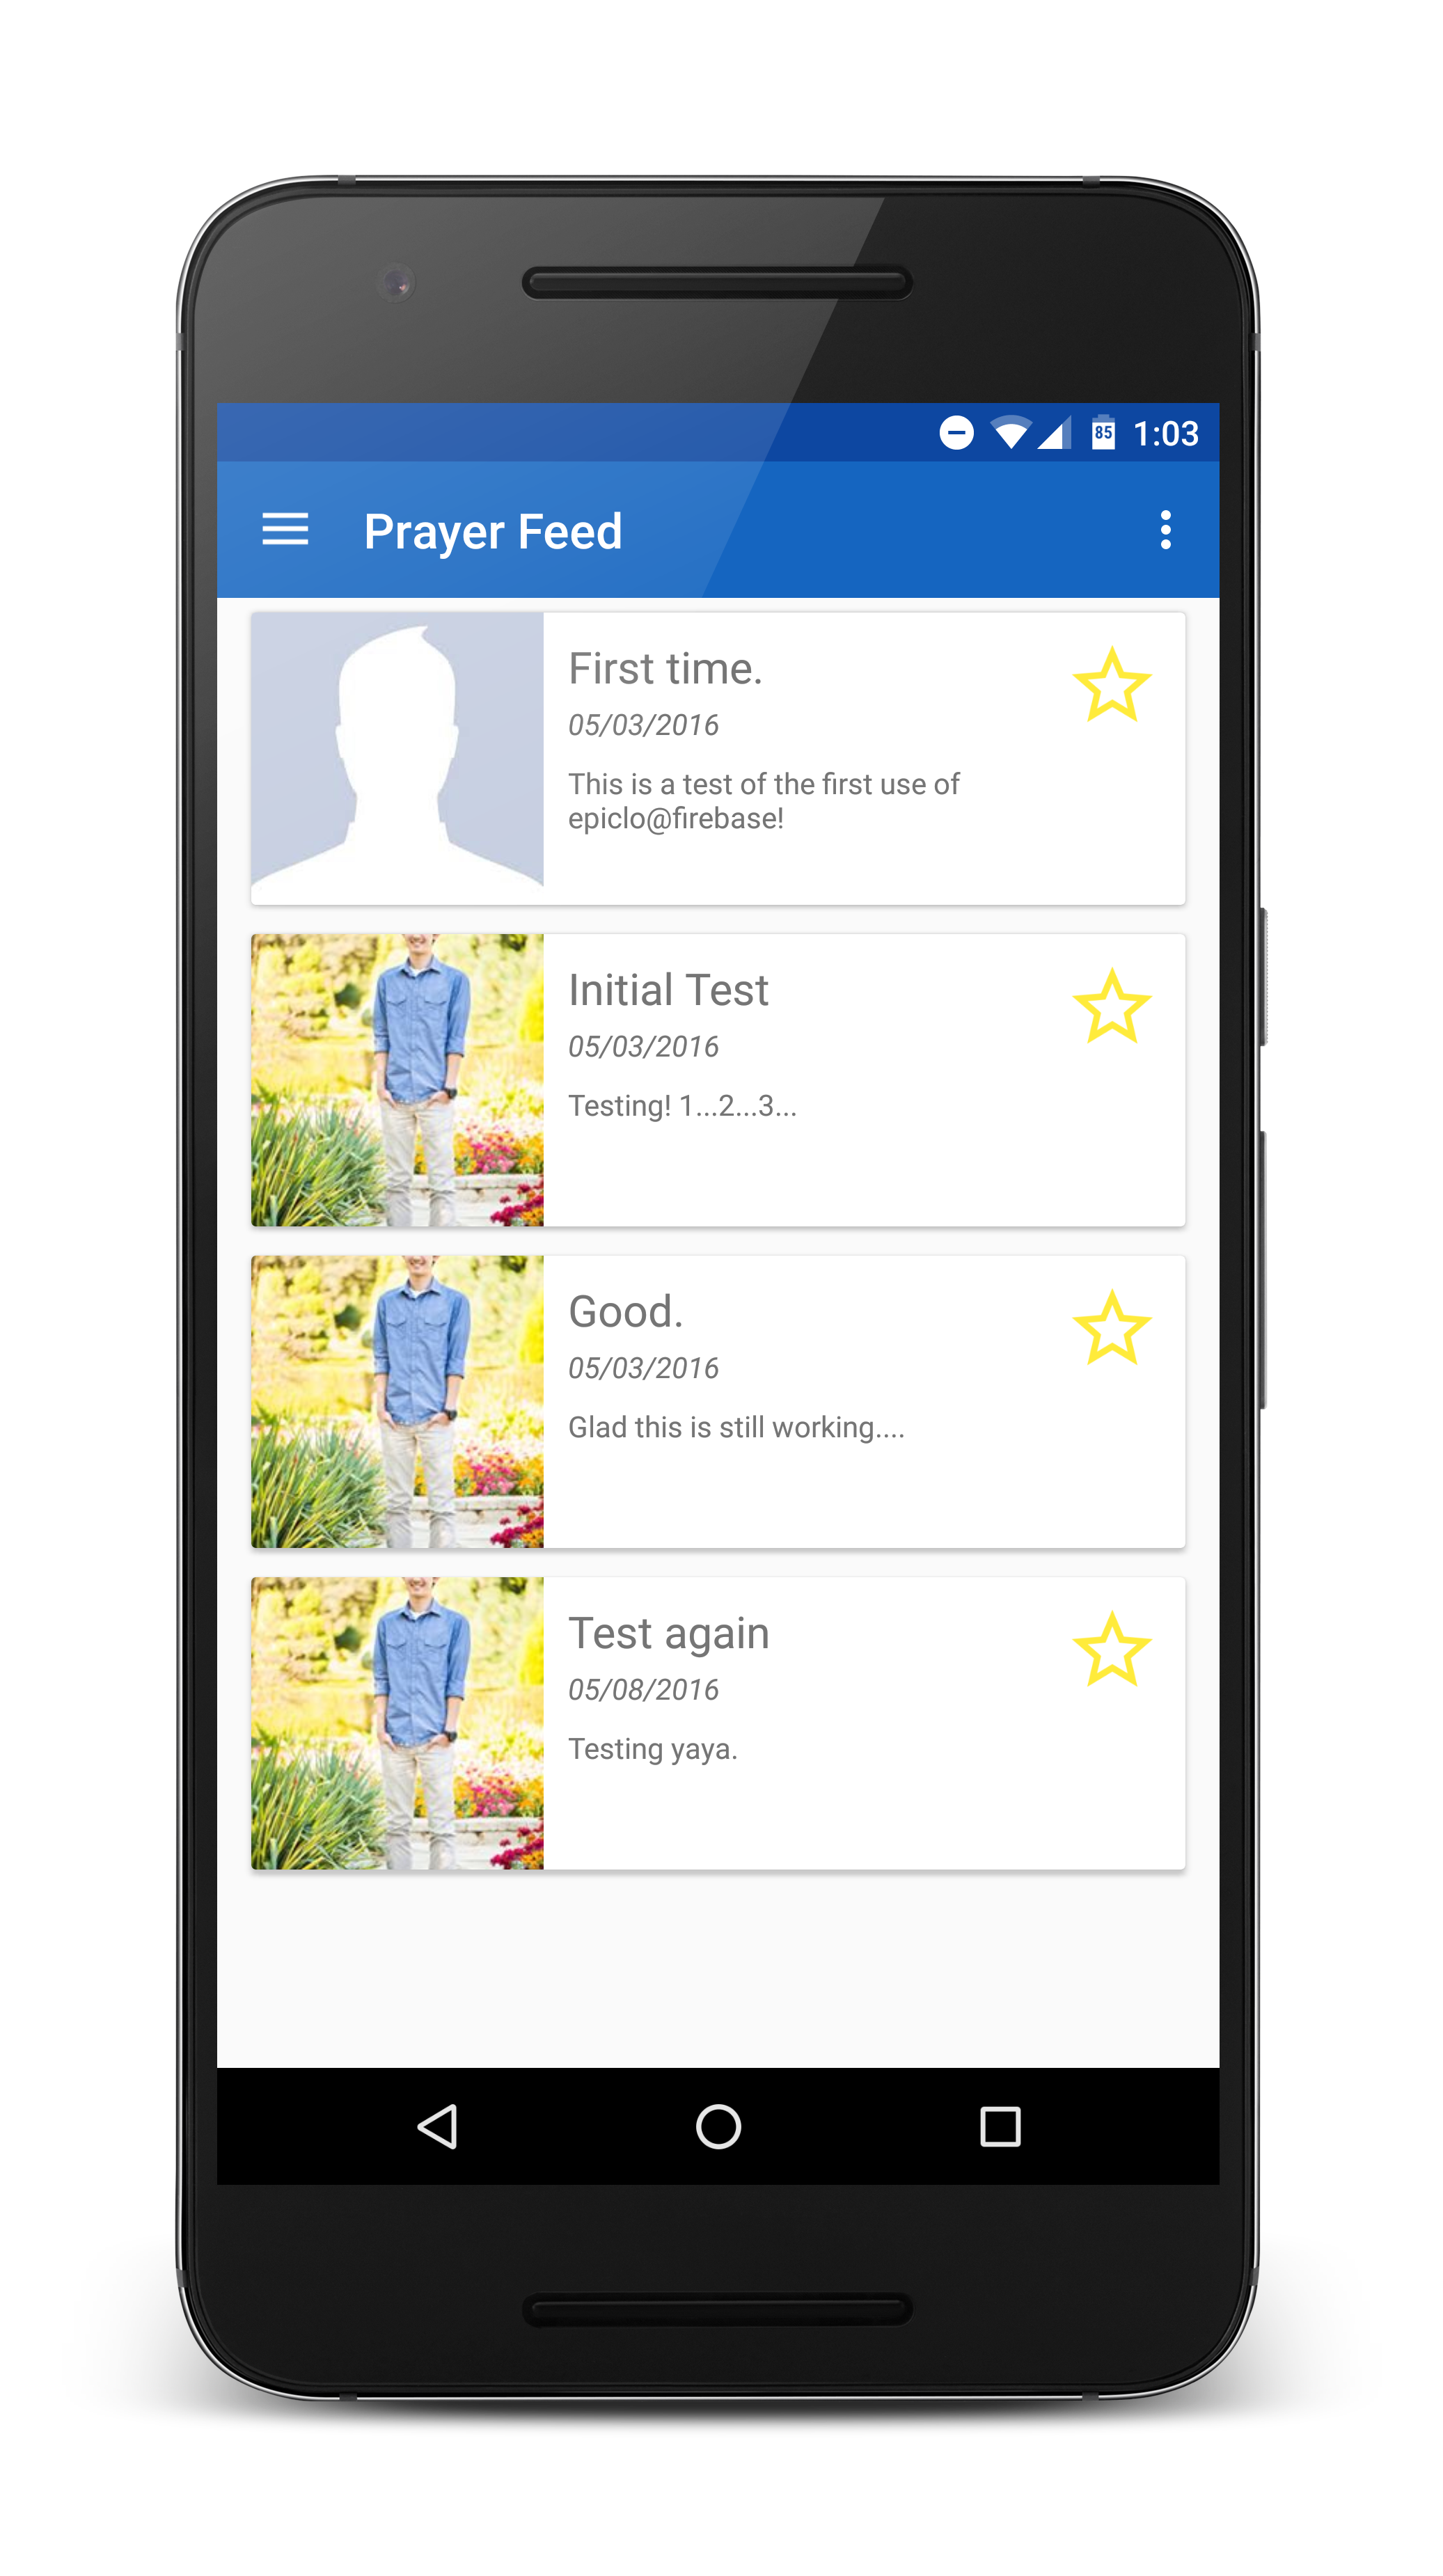 85 1:03
Prayer Feed
First time.
05/03/2016
This is a test of the first use of
epiclo@firebase!
Initial Test
05/03/2016
Testing! 1...2...3...
Good.
05/03/2016
Glad this is still working....
Test again
05/08/2016
Testing yaya.